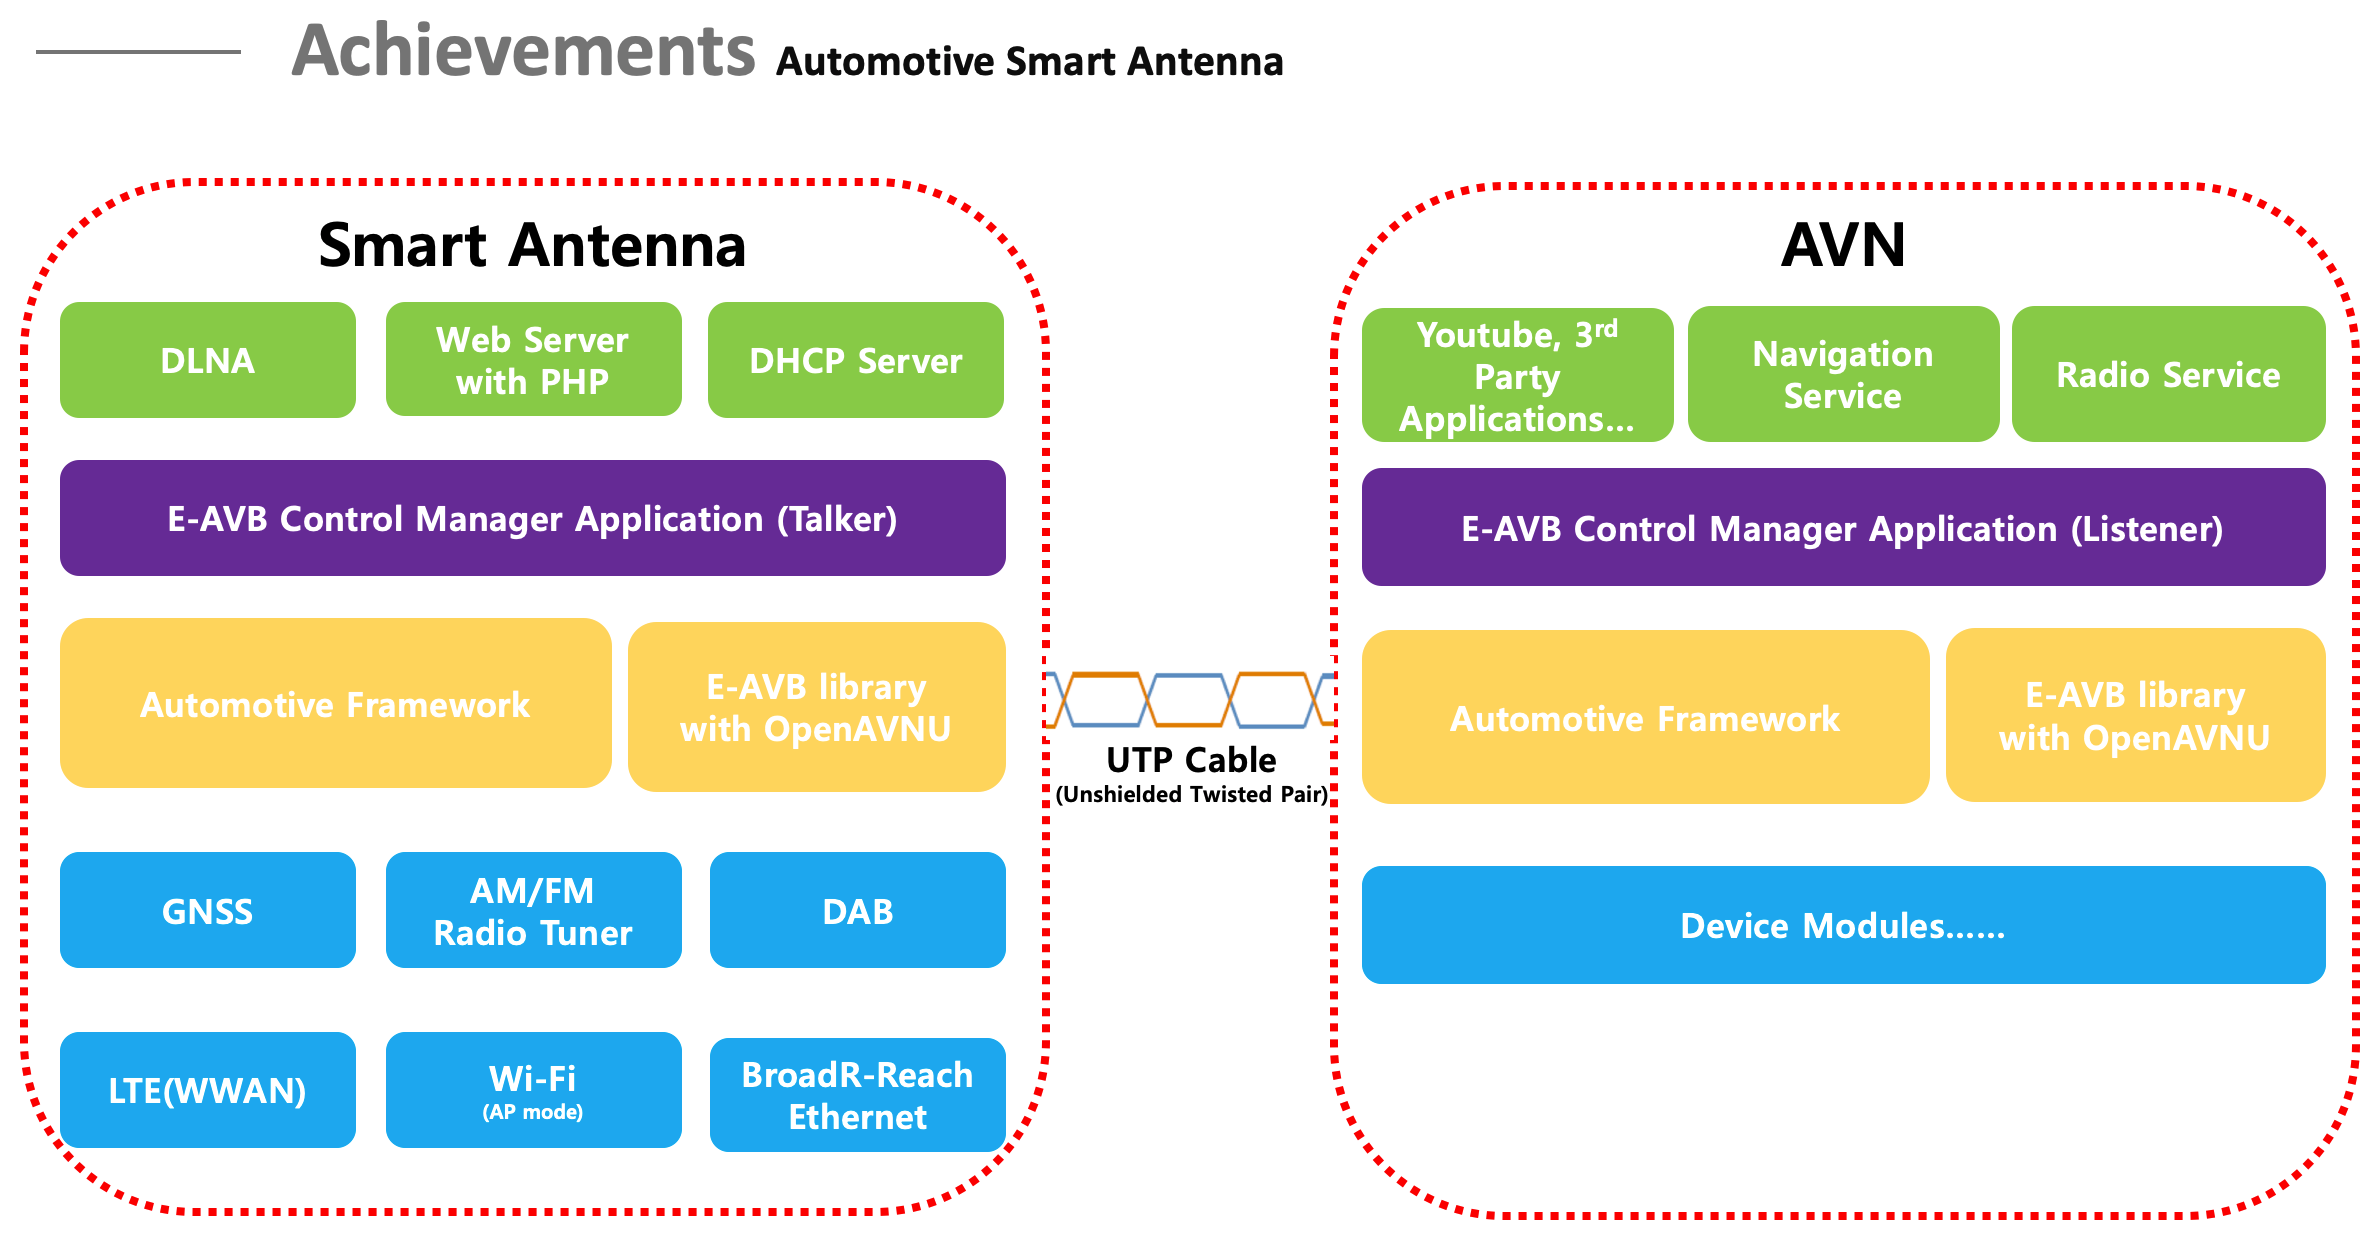 Achievements Automotive Smart Antenna
Smart Antenna
DLNA
Web Server
with PHP
DHCP Server
E-AVB Control Manager Application (Talker)
Automotive Framework
E-AVB library
with OpenAVNU
GNSS
AM/FM
Radio Tuner
DAB
LTE(WWAN)
Wi-Fi
(AP mode)
BroadR-Reach
Ethernet
UTP Cable
(Unshielded Twisted Pair)
AVN
Youtube, 3rd
Party
Applications...
Navigation
Service
Radio Service
E-AVB Control Manager Application (Listener)
Automotive Framework
E-AVB library
with OpenAVNU
Device Modules......